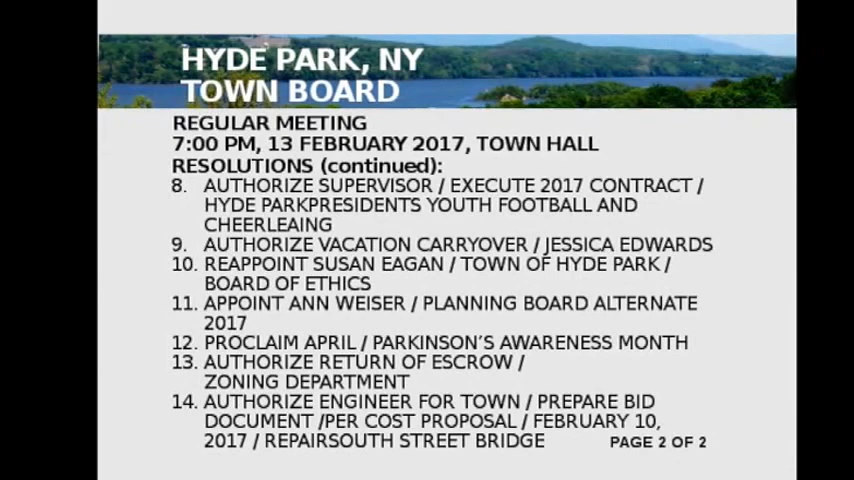 HYDE PARK, NY
TOWN BOARD
REGULAR MEETING
7:00 PM, 13 FEBRUARY 2017, TOWN HALL
RESOLUTIONS (continued):
8. AUTHORIZE SUPERVISOR / EXECUTE 2017 CONTRACT /
HYDE PARKPRESIDENTS YOUTH FOOTBALL AND
CHEERLEAING
9. AUTHORIZE VACATION CARRYOVER / JESSICA EDWARDS
10. REAPPOINT SUSAN EAGAN / TOWN OF HYDE PARK /
BOARD OF ETHICS
11. APPOINT ANN WEISER / PLANNING BOARD ALTERNATE
2017
12. PROCLAIM APRIL / PARKINSON'S AWARENESS MONTH
13. AUTHORIZE RETURN OF ESCROW /
ZONING DEPARTMENT
14. AUTHORIZE ENGINEER FOR TOWN / PREPARE BID
DOCUMENT /PER COST PROPOSAL / FEBRUARY 10,
2017 / REPAIRSOUTH STREET BRIDGE PAGE 2 OF 2